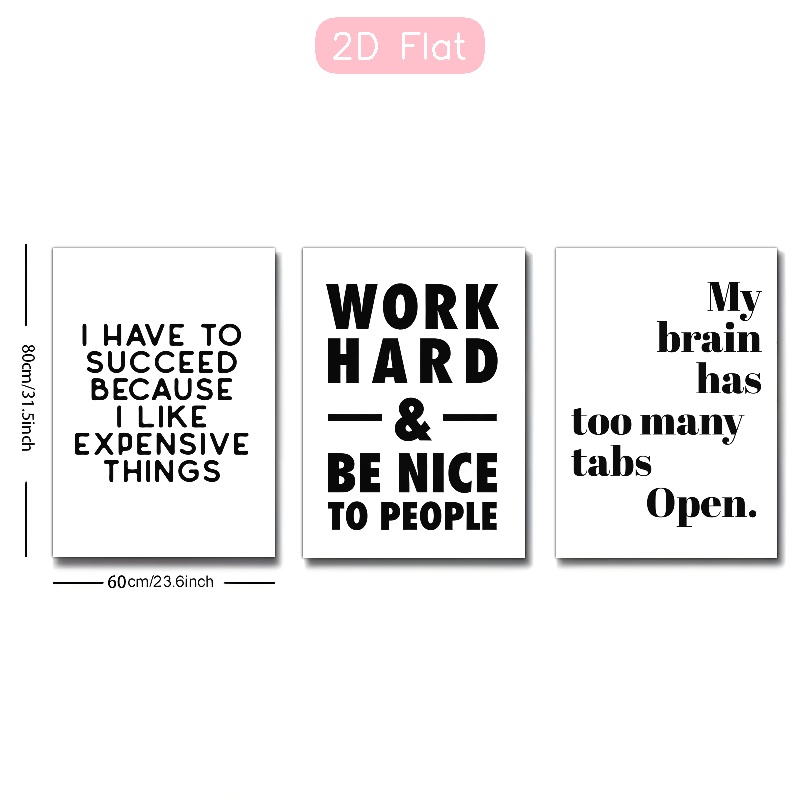 2D Flat
80cm/31.5inch
I HAVE TO
SUCCEED
BECAUSE
I LIKE
EXPENSIVE
THINGS
60cm/23.6inch
WORK
HARD
&
BE NICE
TO PEOPLE
My
brain
has
too many
tabs
Open.